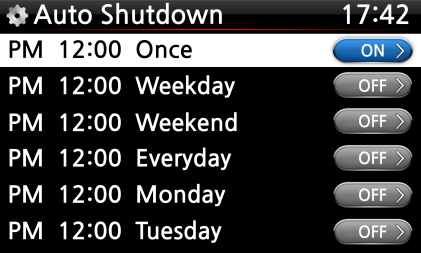 Auto Shutdown 17:42
PM 12:00 Once ON
PM 12:00 Weekday OFF
PM 12:00 Weekend OFF
PM 12:00 Everyday OFF
PM 12:00 Monday OFF
PM 12:00 Tuesday OFF